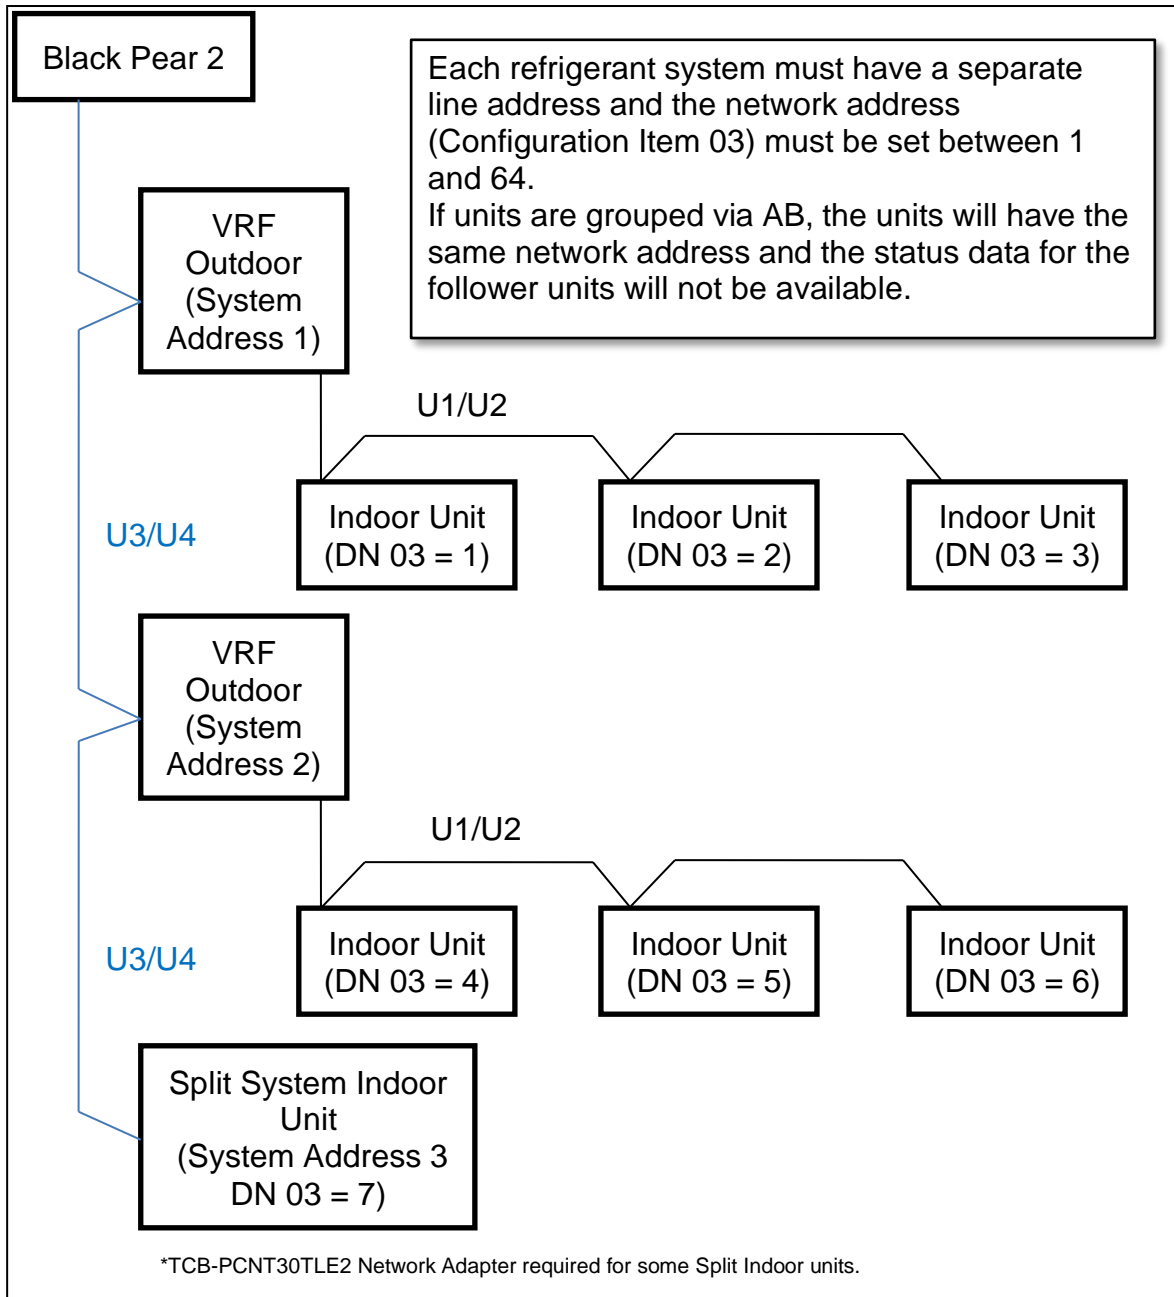 Black Pear 2
Each refrigerant system must have a separate
line address and the network address
(Configuration Item 03) must be set between 1
and 64.
If units are grouped via AB, the units will have the
same network address and the status data for the
follower units will not be available.
VRF
Outdoor
(System
Address 1)
U1/U2
Indoor Unit
(DN 03 = 1)
Indoor Unit
(DN 03 = 2)
Indoor Unit
(DN 03 = 3)
U3/U4
VRF
Outdoor
(System
Address 2)
U1/U2
Indoor Unit
(DN 03 = 4)
Indoor Unit
(DN 03 = 5)
Indoor Unit
(DN 03 = 6)
U3/U4
Split System Indoor
Unit
(System Address 3
DN 03 = 7)
*TCB-PCNT30TLE2 Network Adapter required for some Split Indoor units.